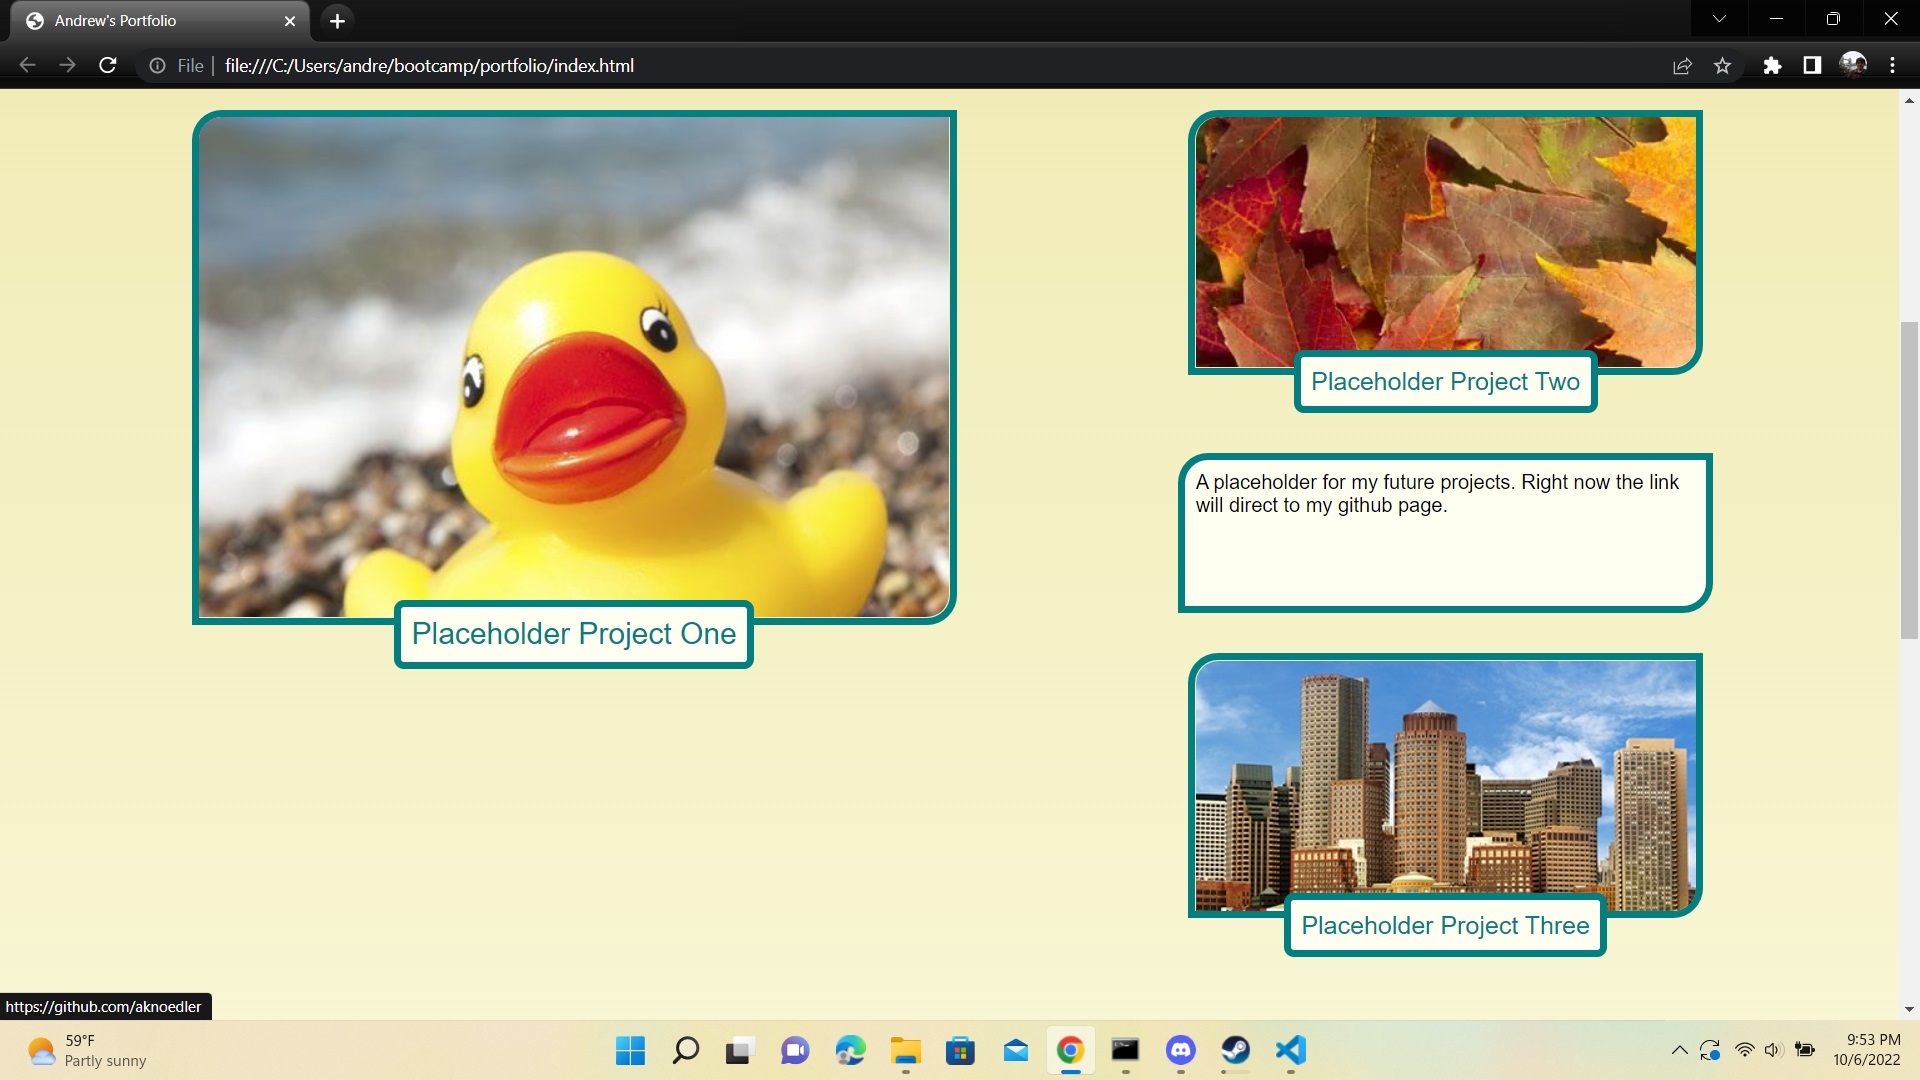 Andrew's Portfolio
File
file:///C:/Users/andre/bootcamp/portfolio/index.html
Placeholder Project One
Placeholder Project Two
A placeholder for my future projects. Right now the link
will direct to my github page.
Placeholder Project Three
https://github.com/aknoedler
59°F
Partly sunny
9:53 PM
10/6/2022